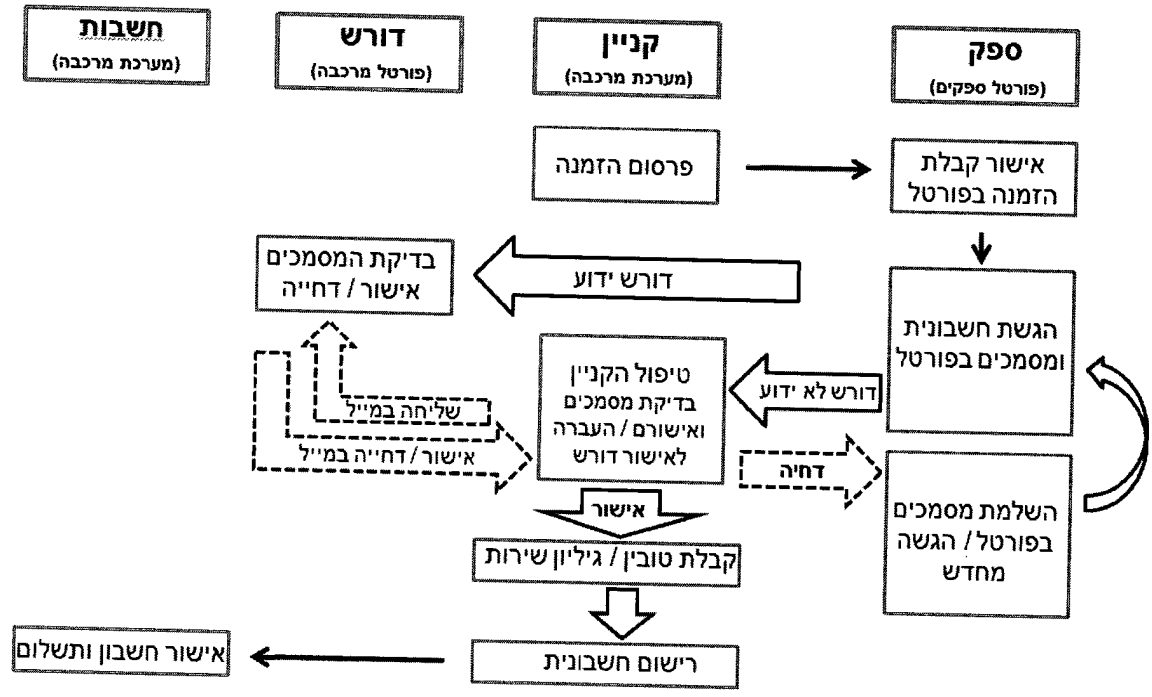 ספק
(פורטל ספקים)
קניין
(מערכת מרכבה)
דורש
(פורטל מרכבה)
חשבות
(מערכת מרכבה)
פרסום הזמנה
אישור קבלת
הזמנה בפורטל
הגשת חשבונית
ומסמכים בפורטל
דורש ידוע
בדיקת המסמכים
אישור / דחייה
דורש לא ידוע
טיפול הקניין
בדיקת מסמכים
ואישורם / העברה
לאישור דורש
שליחה במייל
אישור / דחייה במייל
דחיה
השלמת מסמכים
בפורטל / הגשה
מחדש
אישור
קבלת טובין / גיליון שירות
רישום חשבונית
אישור חשבון ותשלום